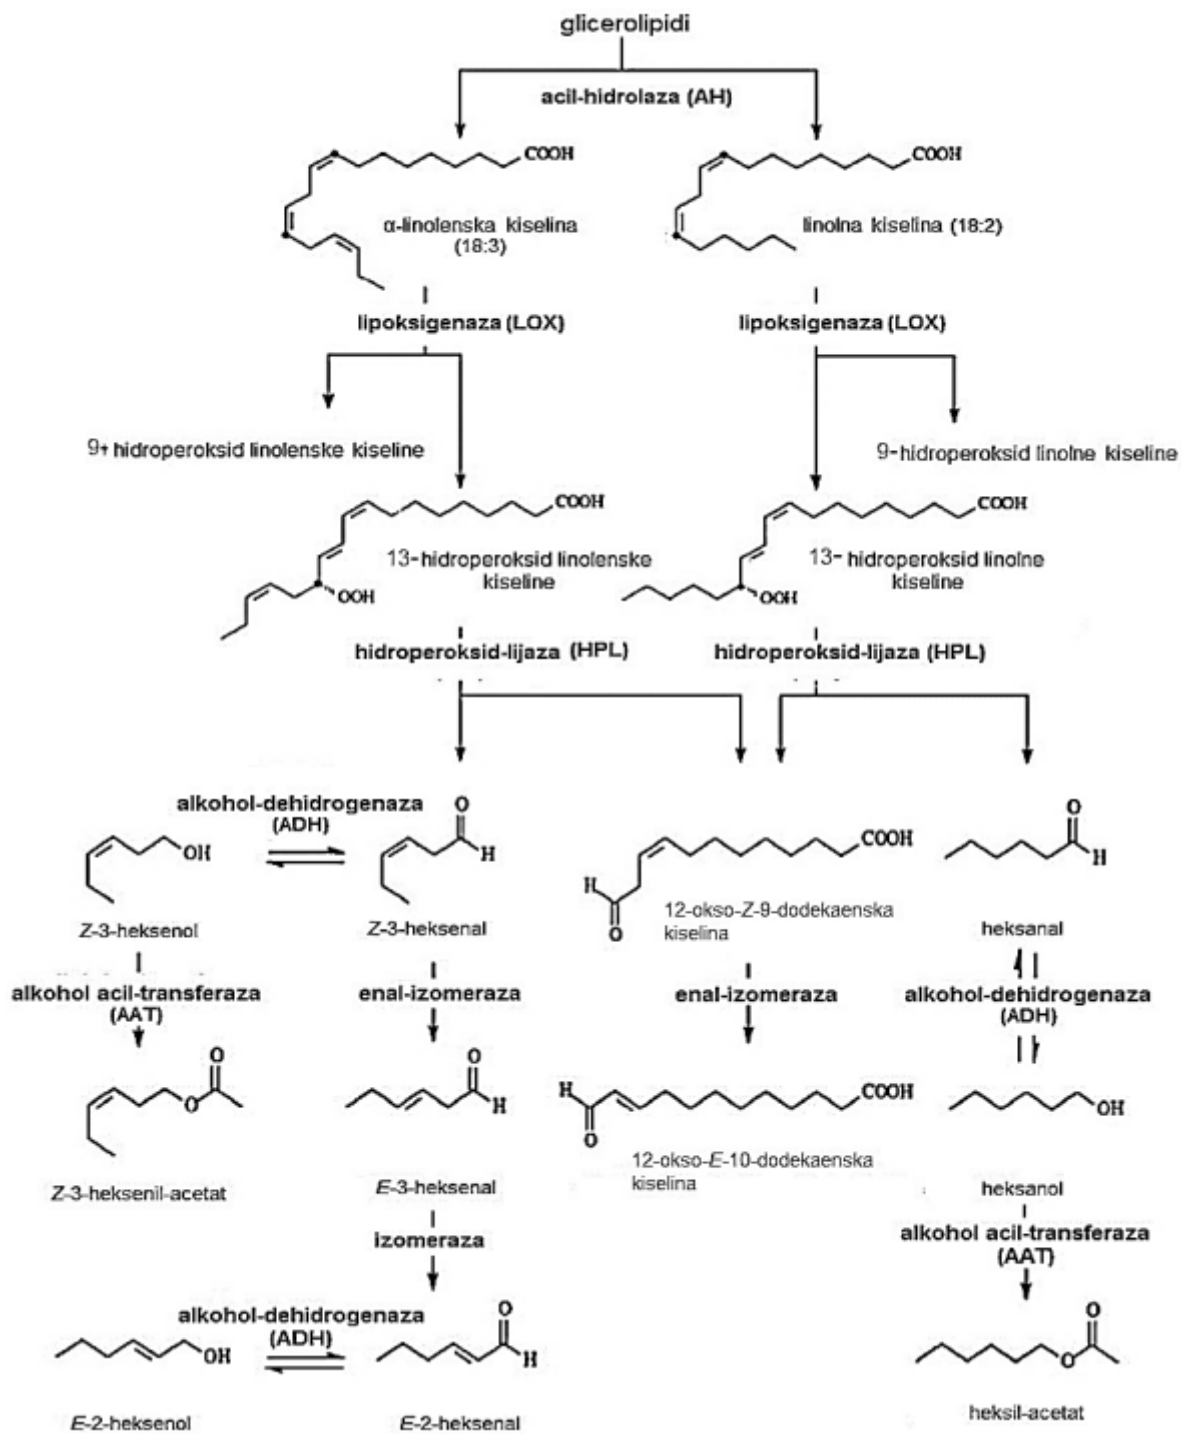 glicerolipidi
acil-hidrolaza (AH)
COOH
COOH
α-linolenska kiselina
(18:3)
linolna kiselina (18:2)
lipoksigenaza (LOX)
lipoksigenaza (LOX)
9+ hidroperoksid linolenske kiseline
9-hidroperoksid linolne kiseline
COOH
COOH
13-hidroperoksid linolenske
kiseline
13- hidroperoksid linolne
kiseline
OOH
OOH
hidroperoksid-lijaza (HPL)
hidroperoksid-lijaza (HPL)
alkohol-dehidrogenaza
(ADH)
OH
O
H
COOH
H
O
O
H
Z-3-heksenol
Z-3-heksenal
12-okso-Z-9-dodekaenska
kiselina
heksanal
alkohol acil-transferaza
(AAT)
enal-izomeraza
enal-izomeraza
alkohol-dehidrogenaza
(ADH)
O
O
O
H
H
O
COOH
OH
Z-3-heksenil-acetat
E-3-heksenal
12-okso-E-10-dodekaenska
kiselina
heksanol
izomeraza
alkohol acil-transferaza
(AAT)
alkohol-dehidrogenaza
(ADH)
OH
O
H
O
O
E-2-heksenol
E-2-heksenal
heksil-acetat